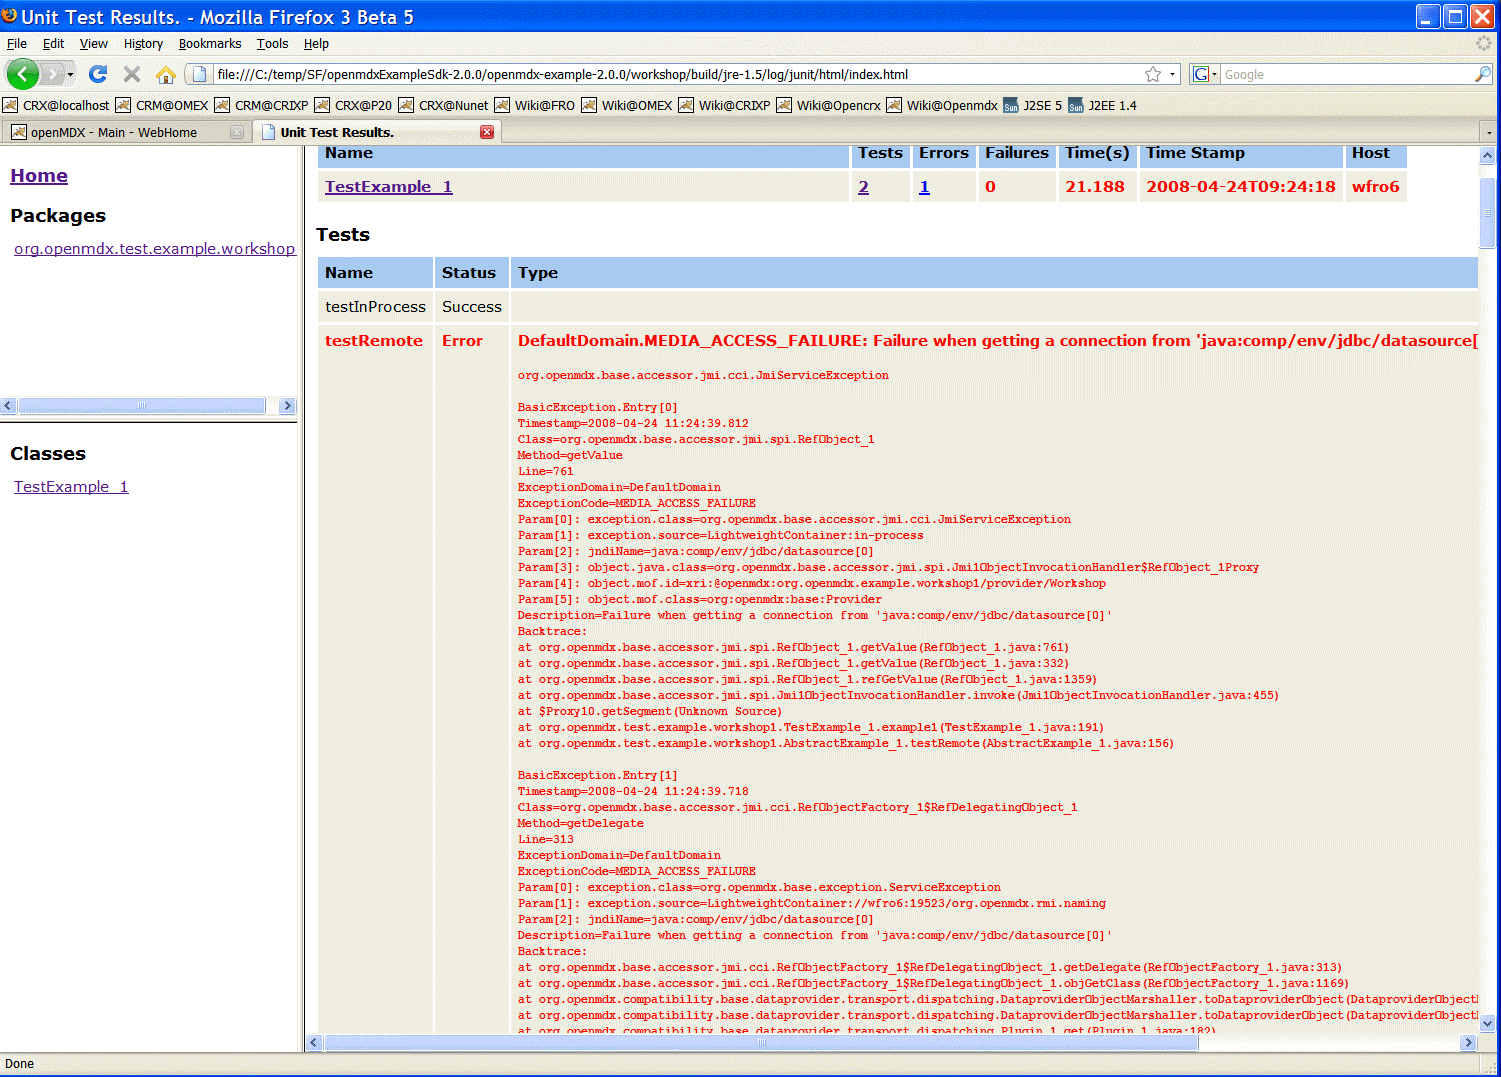 Unit Test Results. - Mozilla Firefox 3 Beta 5
File Edit View History Bookmarks Tools Help
file:///C:/temp/SF/openmdxExampleSdk-2.0.0/openmdx-example-2.0.0/workshop/build/jre-1.5/log/junit/html/index.html
G Google
CRX@localhost CRM@OMEX CRM@CRIXP CRX@P20 CRX@Nunet Wiki@FRO Wiki@OMEX Wiki@CRIXP Wiki@Opencrx Wiki@Openmdx Sun J2SE 5 Sun J2EE 1.4
openMDX - Main - WebHome Unit Test Results.
Home
Packages
org.openmdx.test.example.workshop
Classes
TestExample_1
Name Tests Errors Failures Time(s) Time Stamp Host
TestExample_1 2 1 0 21.188 2008-04-24T09:24:18 wfro6
Tests
Name Status Type
testInProcess Success
testRemote Error DefaultDomain.MEDIA_ACCESS_FAILURE: Failure when getting a connection from 'java:comp/env/jdbc/datasource[
org.openmdx.base.accessor.jmi.cci.JmiServiceException
BasicException.Entry[0]
Timestamp=2008-04-24 11:24:39.812
Class=org.openmdx.base.accessor.jmi.spi.RefObject_1
Method=getValue
Line=761
ExceptionDomain=DefaultDomain
ExceptionCode=MEDIA_ACCESS_FAILURE
Param[0]: exception.class=org.openmdx.base.accessor.jmi.cci.JmiServiceException
Param[1]: exception.source=LightweightContainer:in-process
Param[2]: jndiName=java:comp/env/jdbc/datasource[0]
Param[3]: object.java.class=org.openmdx.base.accessor.jmi.spi.Jmi1ObjectInvocationHandler$RefObject_1Proxy
Param[4]: object.mof.id=xri:@openmdx:org.openmdx.example.workshop1/provider/Workshop
Param[5]: object.mof.class=org:openmdx:base:Provider
Description=Failure when getting a connection from 'java:comp/env/jdbc/datasource[0]'
Backtrace:
at org.openmdx.base.accessor.jmi.spi.RefObject_1.getValue(RefObject_1.java:761)
at org.openmdx.base.accessor.jmi.spi.RefObject_1.getValue(RefObject_1.java:332)
at org.openmdx.base.accessor.jmi.spi.RefObject_1.refGetValue(RefObject_1.java:1359)
at org.openmdx.base.accessor.jmi.spi.Jmi1ObjectInvocationHandler.invoke(Jmi1ObjectInvocationHandler.java:455)
at $Proxy10.getSegment(Unknown Source)
at org.openmdx.test.example.workshop1.TestExample_1.example1(TestExample_1.java:191)
at org.openmdx.test.example.workshop1.AbstractExample_1.testRemote(AbstractExample_1.java:156)
BasicException.Entry[1]
Timestamp=2008-04-24 11:24:39.718
Class=org.openmdx.base.accessor.jmi.cci.RefObjectFactory_1$RefDelegatingObject_1
Method=getDelegate
Line=313
ExceptionDomain=DefaultDomain
ExceptionCode=MEDIA_ACCESS_FAILURE
Param[0]: exception.class=org.openmdx.base.exception.ServiceException
Param[1]: exception.source=LightweightContainer://wfro6:19523/org.openmdx.rmi.naming
Param[2]: jndiName=java:comp/env/jdbc/datasource[0]
Description=Failure when getting a connection from 'java:comp/env/jdbc/datasource[0]'
Backtrace:
at org.openmdx.base.accessor.jmi.cci.RefObjectFactory_1$RefDelegatingObject_1.getDelegate(RefObjectFactory_1.java:313)
at org.openmdx.base.accessor.jmi.cci.RefObjectFactory_1$RefDelegatingObject_1.objGetClass(RefObjectFactory_1.java:1169)
at org.openmdx.compatibility.base.dataprovider.transport.dispatching.DataproviderObjectMarshaller.toDataproviderObject(DataproviderObject
at org.openmdx.compatibility.base.dataprovider.transport.dispatching.DataproviderObjectMarshaller.toDataproviderObject(DataproviderObject
at org.openmdx.compatibility.base.dataprovider.transport.dispatching.Plugin_1.get(Plugin_1.java:182)
Done